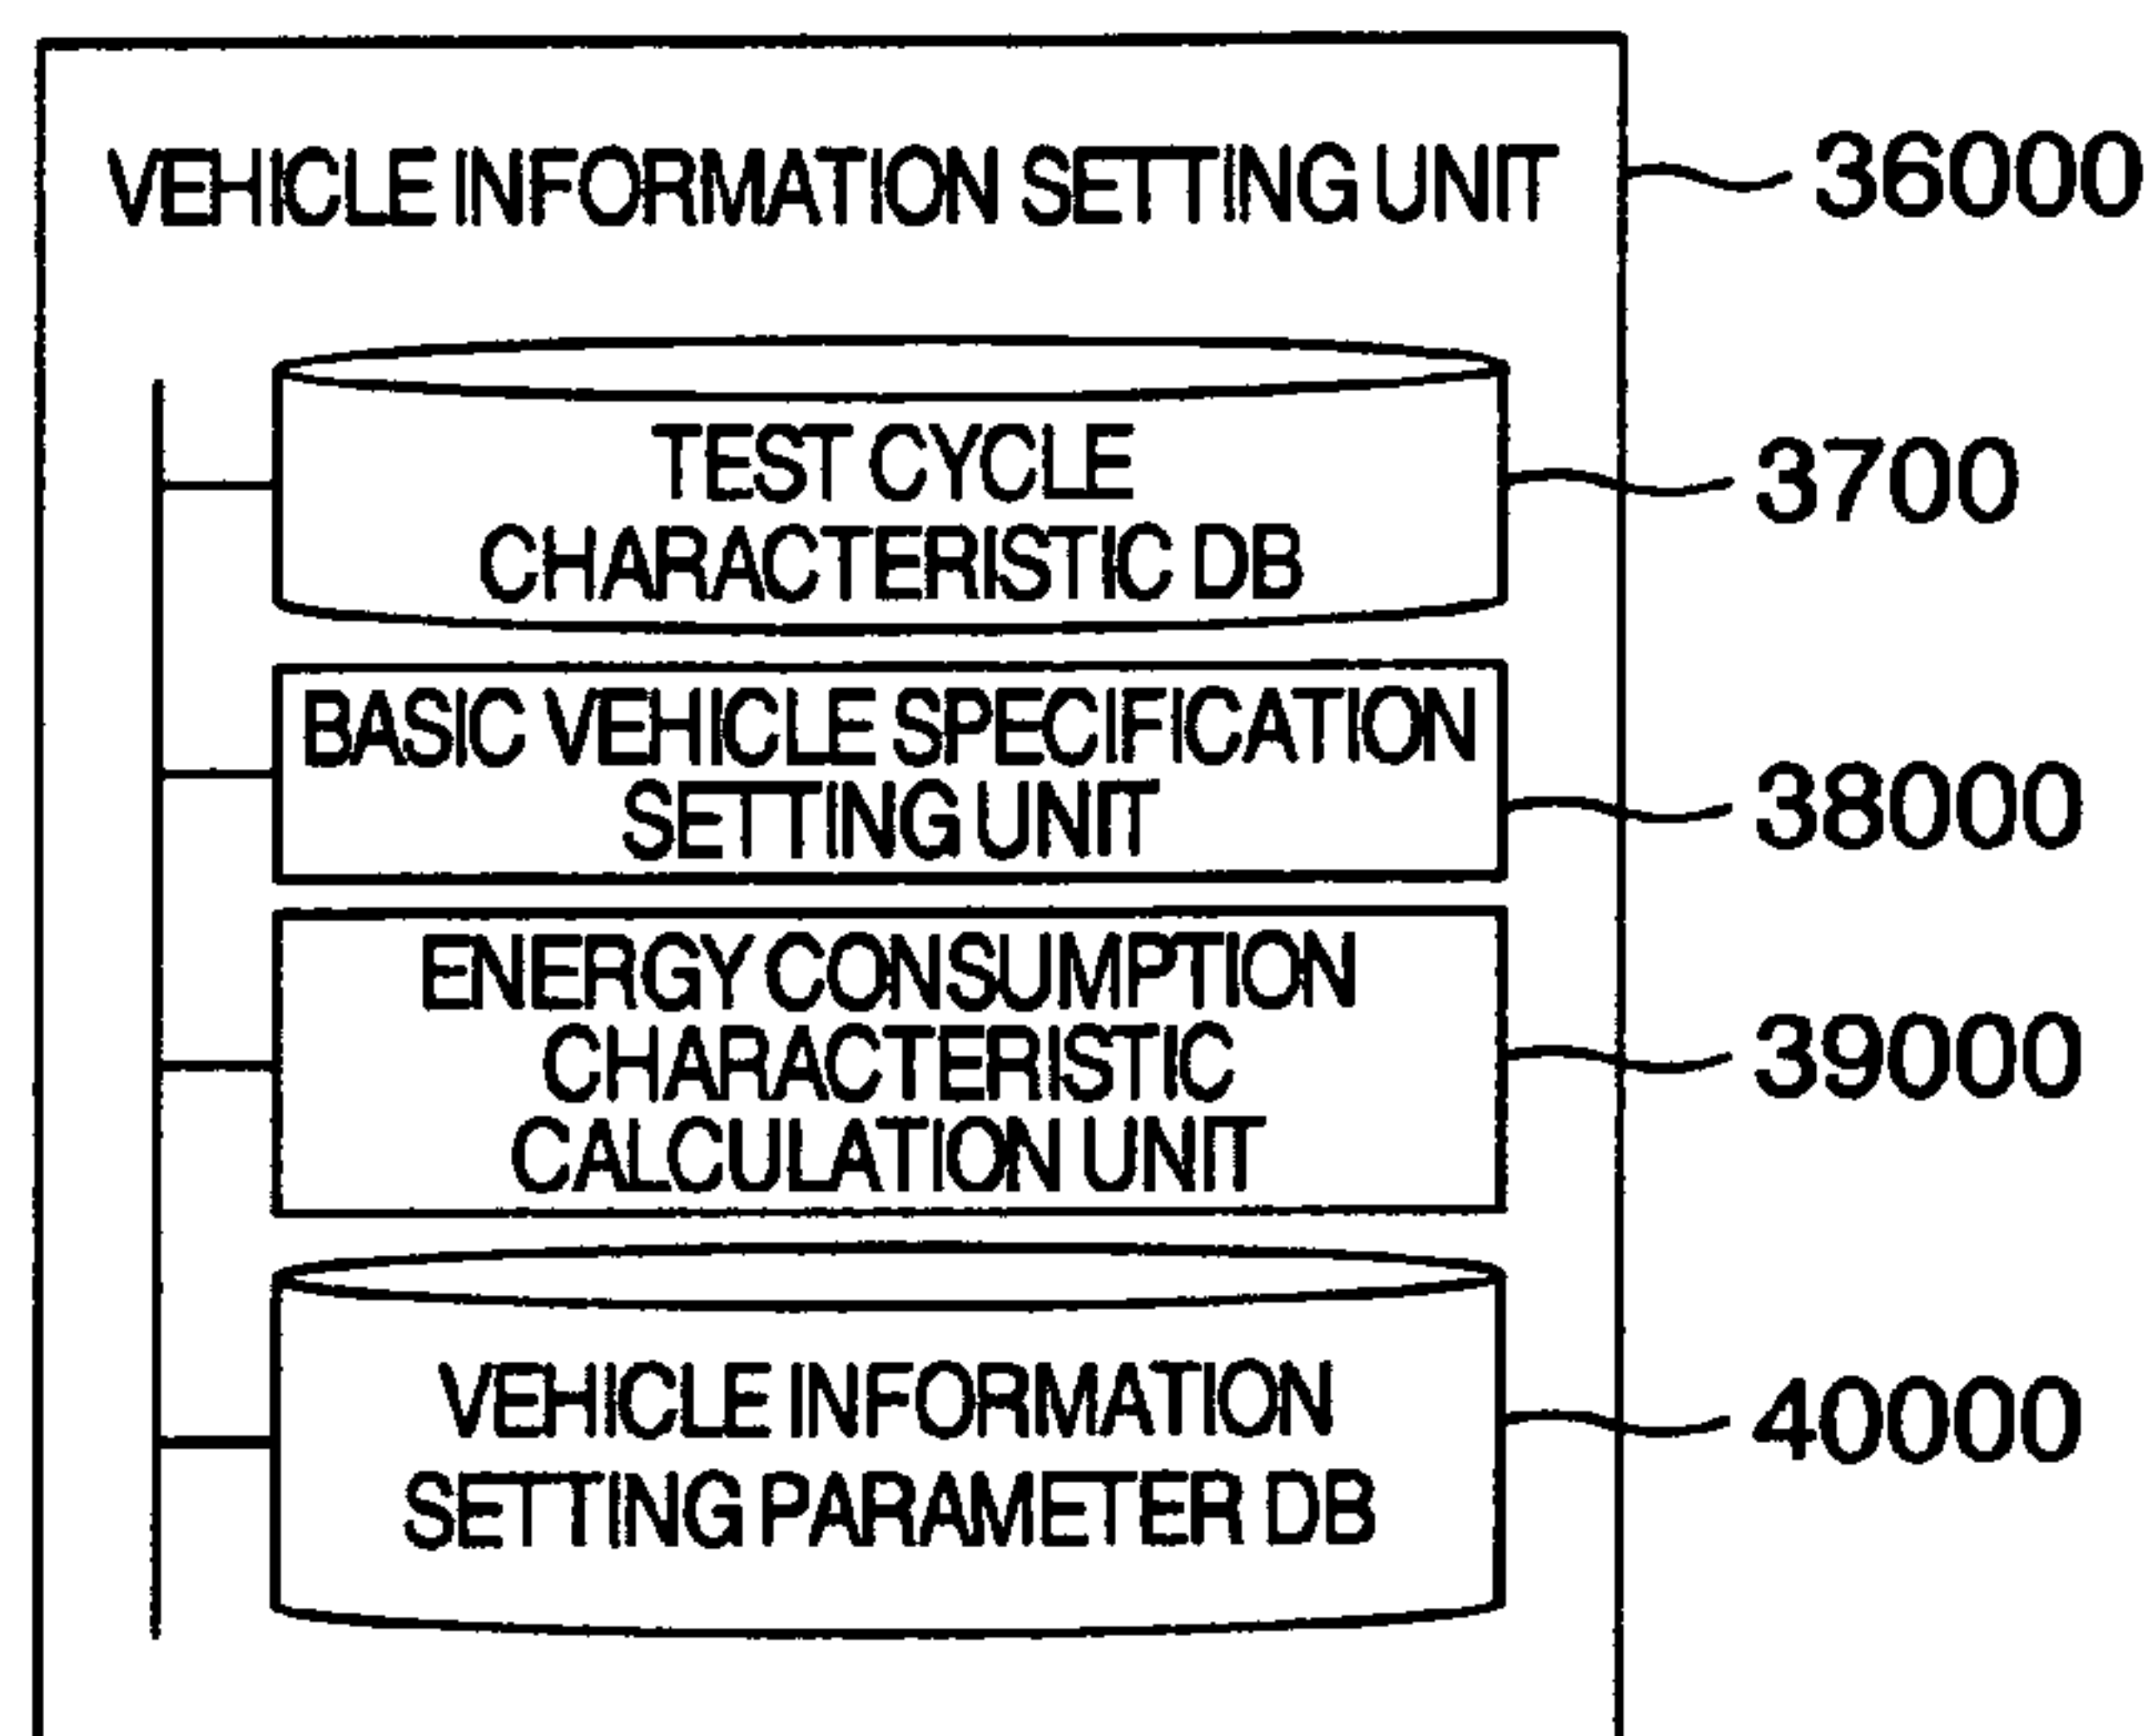 VEHICLE INFORMATION SETTING UNIT 36000
TEST CYCLE
CHARACTERISTIC DB
3700
BASIC VEHICLE SPECIFICATION
SETTING UNIT
38000
ENERGY CONSUMPTION
CHARACTERISTIC
CALCULATION UNIT
39000
VEHICLE INFORMATION
SETTING PARAMETER DB
40000